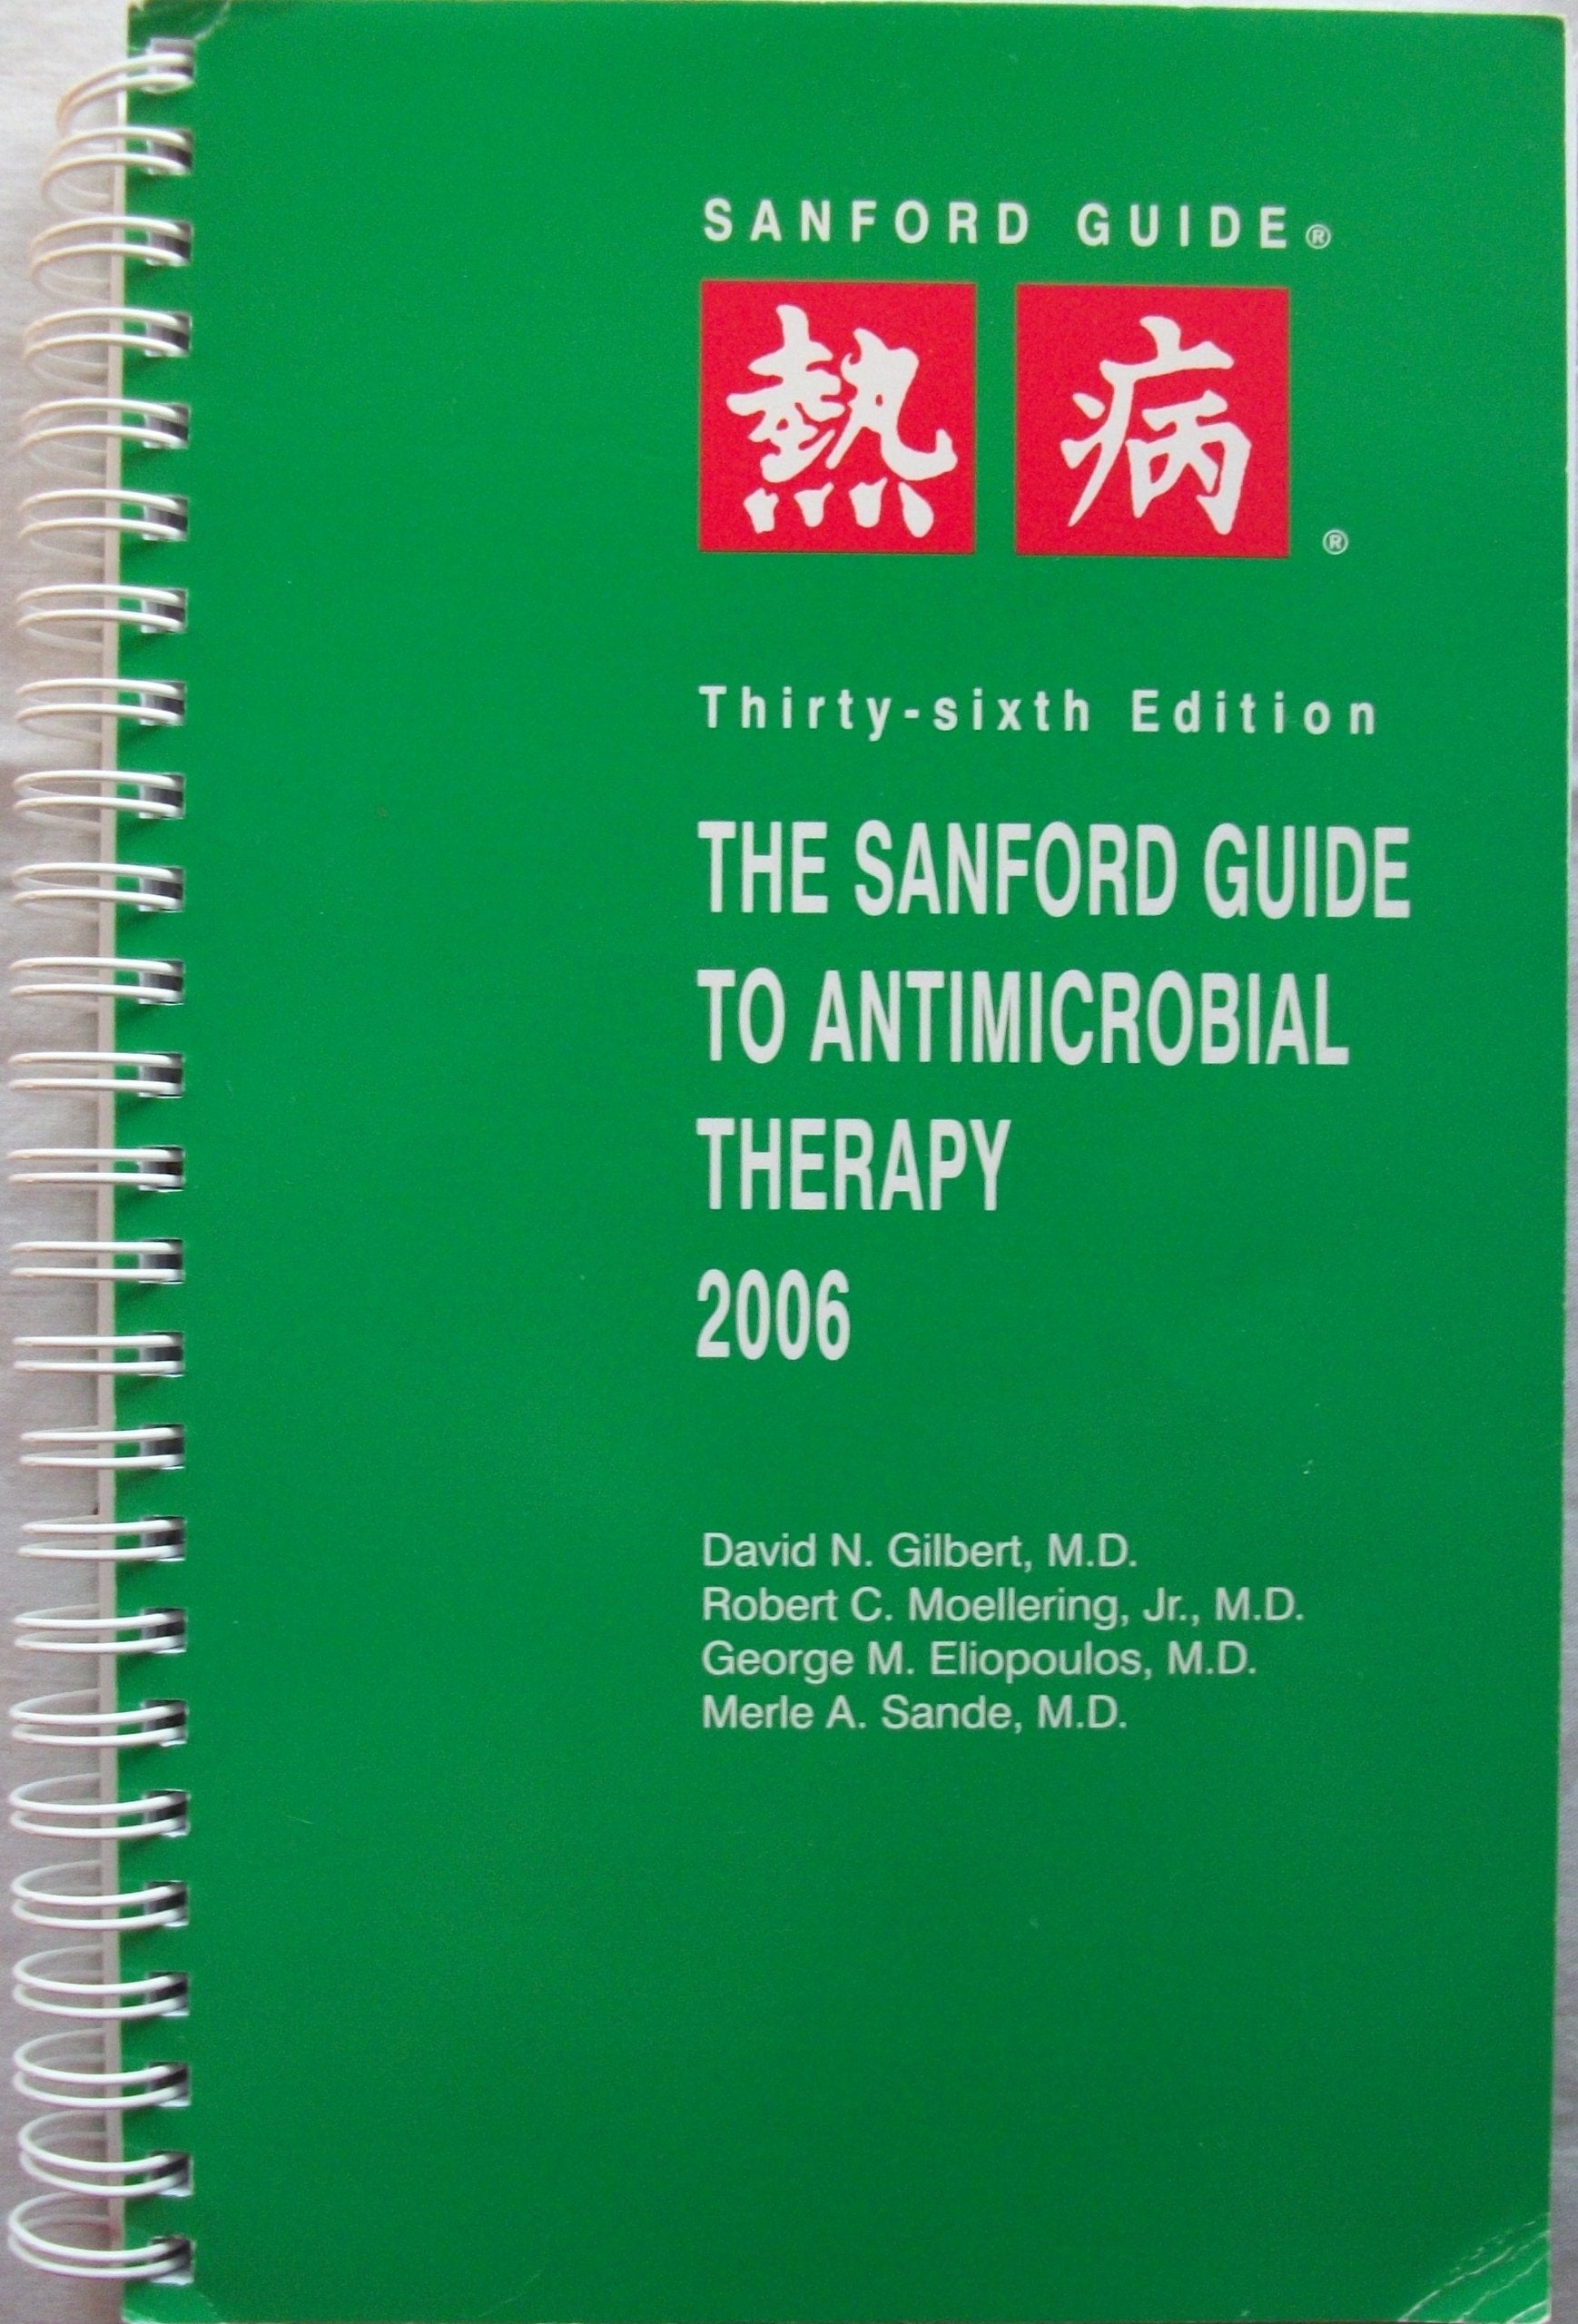 SANFORD GUIDE®
熱病®
Thirty-sixth Edition
THE SANFORD GUIDE
TO ANTIMICROBIAL
THERAPY
2006
David N. Gilbert, M.D.
Robert C. Moellering, Jr., M.D.
George M. Eliopoulos, M.D.
Merle A. Sande, M.D.